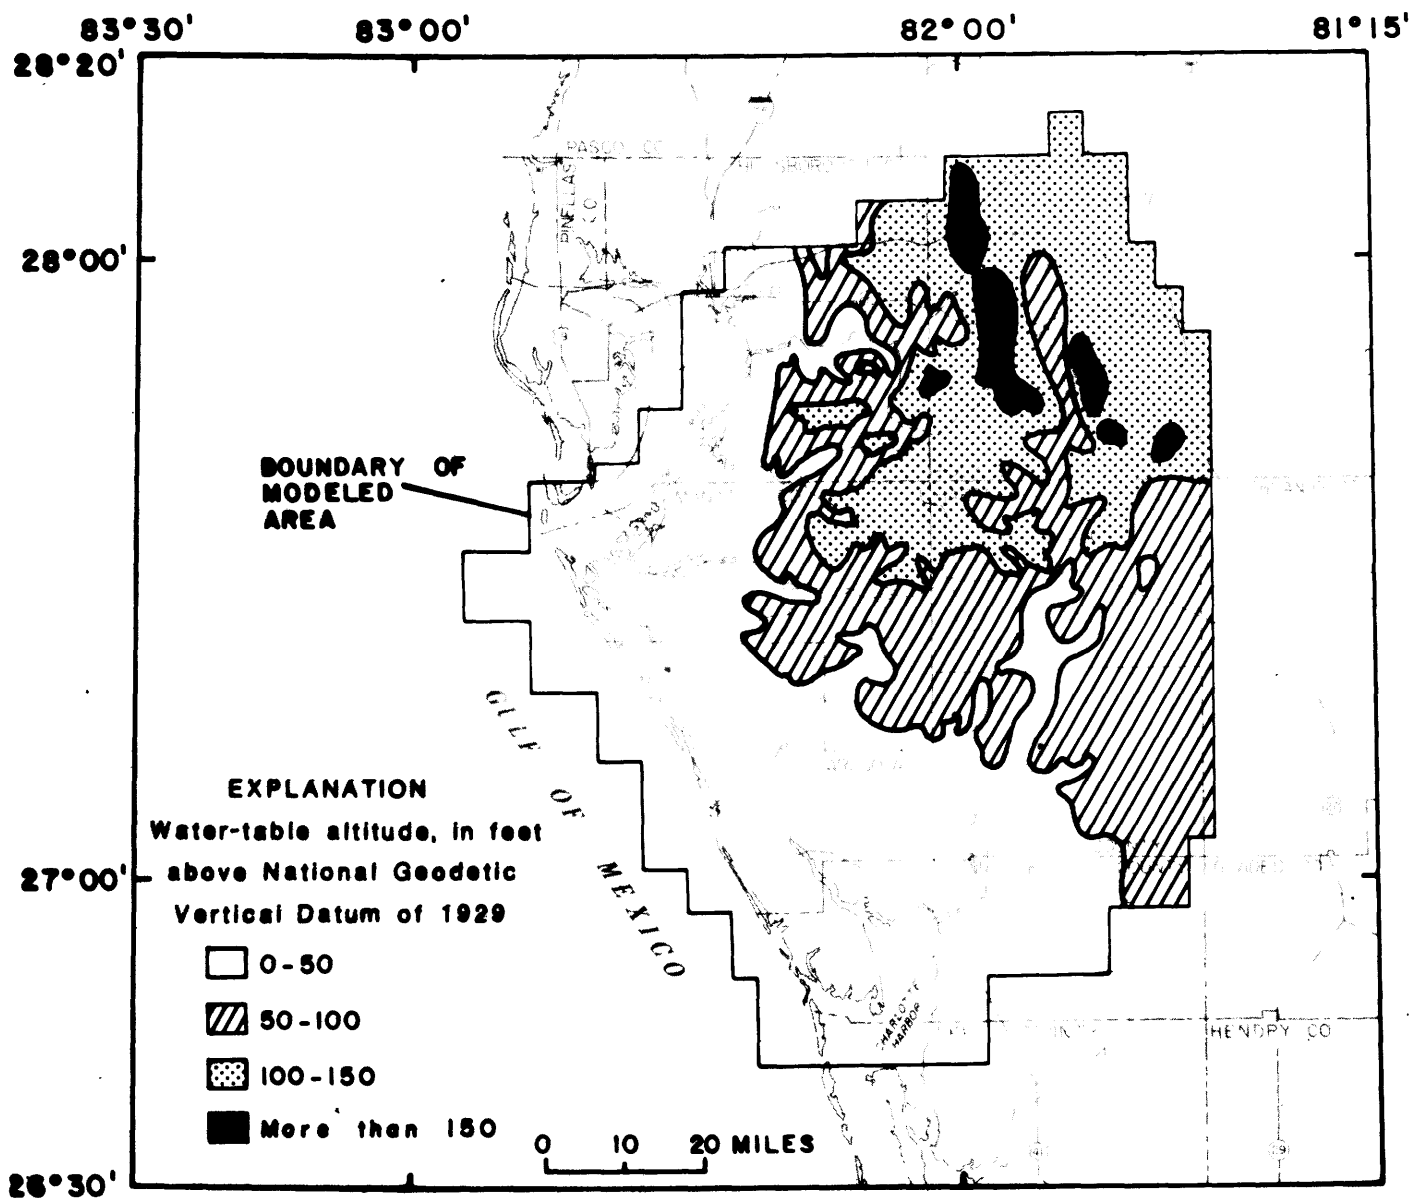 83°30' 83°00' 82°00' 81°15'
28°20'
PASCO CO
PINELLAS CO
28°00'
BOUNDARY OF
MODELED
AREA
GULF OF MEXICO
EXPLANATION
Water-table altitude, in feet
above National Geodetic
Vertical Datum of 1929
27°00'
0-50
50-100
100-150
More than 150
CHARLOTTE
HARBOR
HENDRY CO
0 10 20 MILES
26°30'